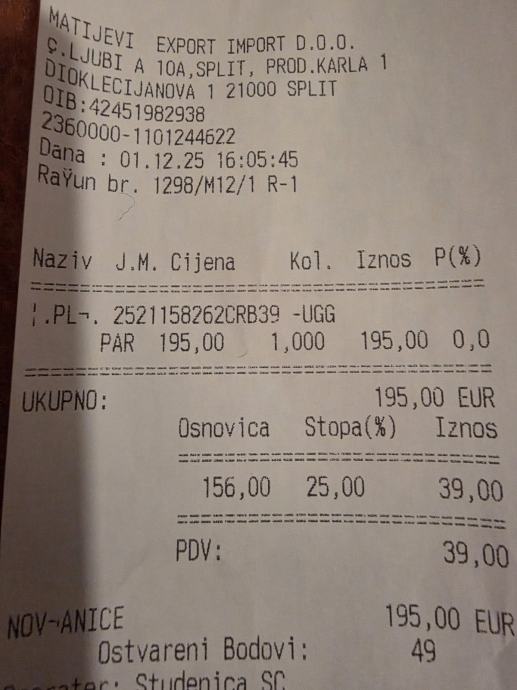 MATIJEVI EXPORT IMPORT D.O.O.
Ç.LJUBI A 10A,SPLIT, PROD.KARLA 1
DIOKLECIJANOVA 1 21000 SPLIT
OIB:42451982938
2360000-1101244622
Dana : 01.12.25 16:05:45
RaŸun br. 1298/M12/1 R-1
Naziv J.M. Cijena Kol. Iznos P(%)
¦.PL¬. 2521158262CRB39 -UGG
PAR 195,00 1,000 195,00 0,0
UKUPNO: 195,00 EUR
Osnovica Stopa(%) Iznos
156,00 25,00 39,00
PDV: 39,00
NOV¬ANICE 195,00 EUR
Ostvareni Bodovi: 49
Studenica SC